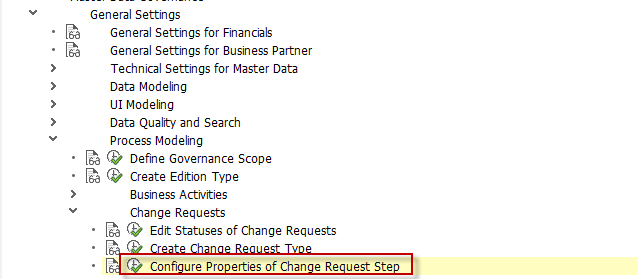 Master Data Governance
General Settings
General Settings for Financials
General Settings for Business Partner
Technical Settings for Master Data
Data Modeling
UI Modeling
Data Quality and Search
Process Modeling
Define Governance Scope
Create Edition Type
Business Activities
Change Requests
Edit Statuses of Change Requests
Create Change Request Type
Configure Properties of Change Request Step